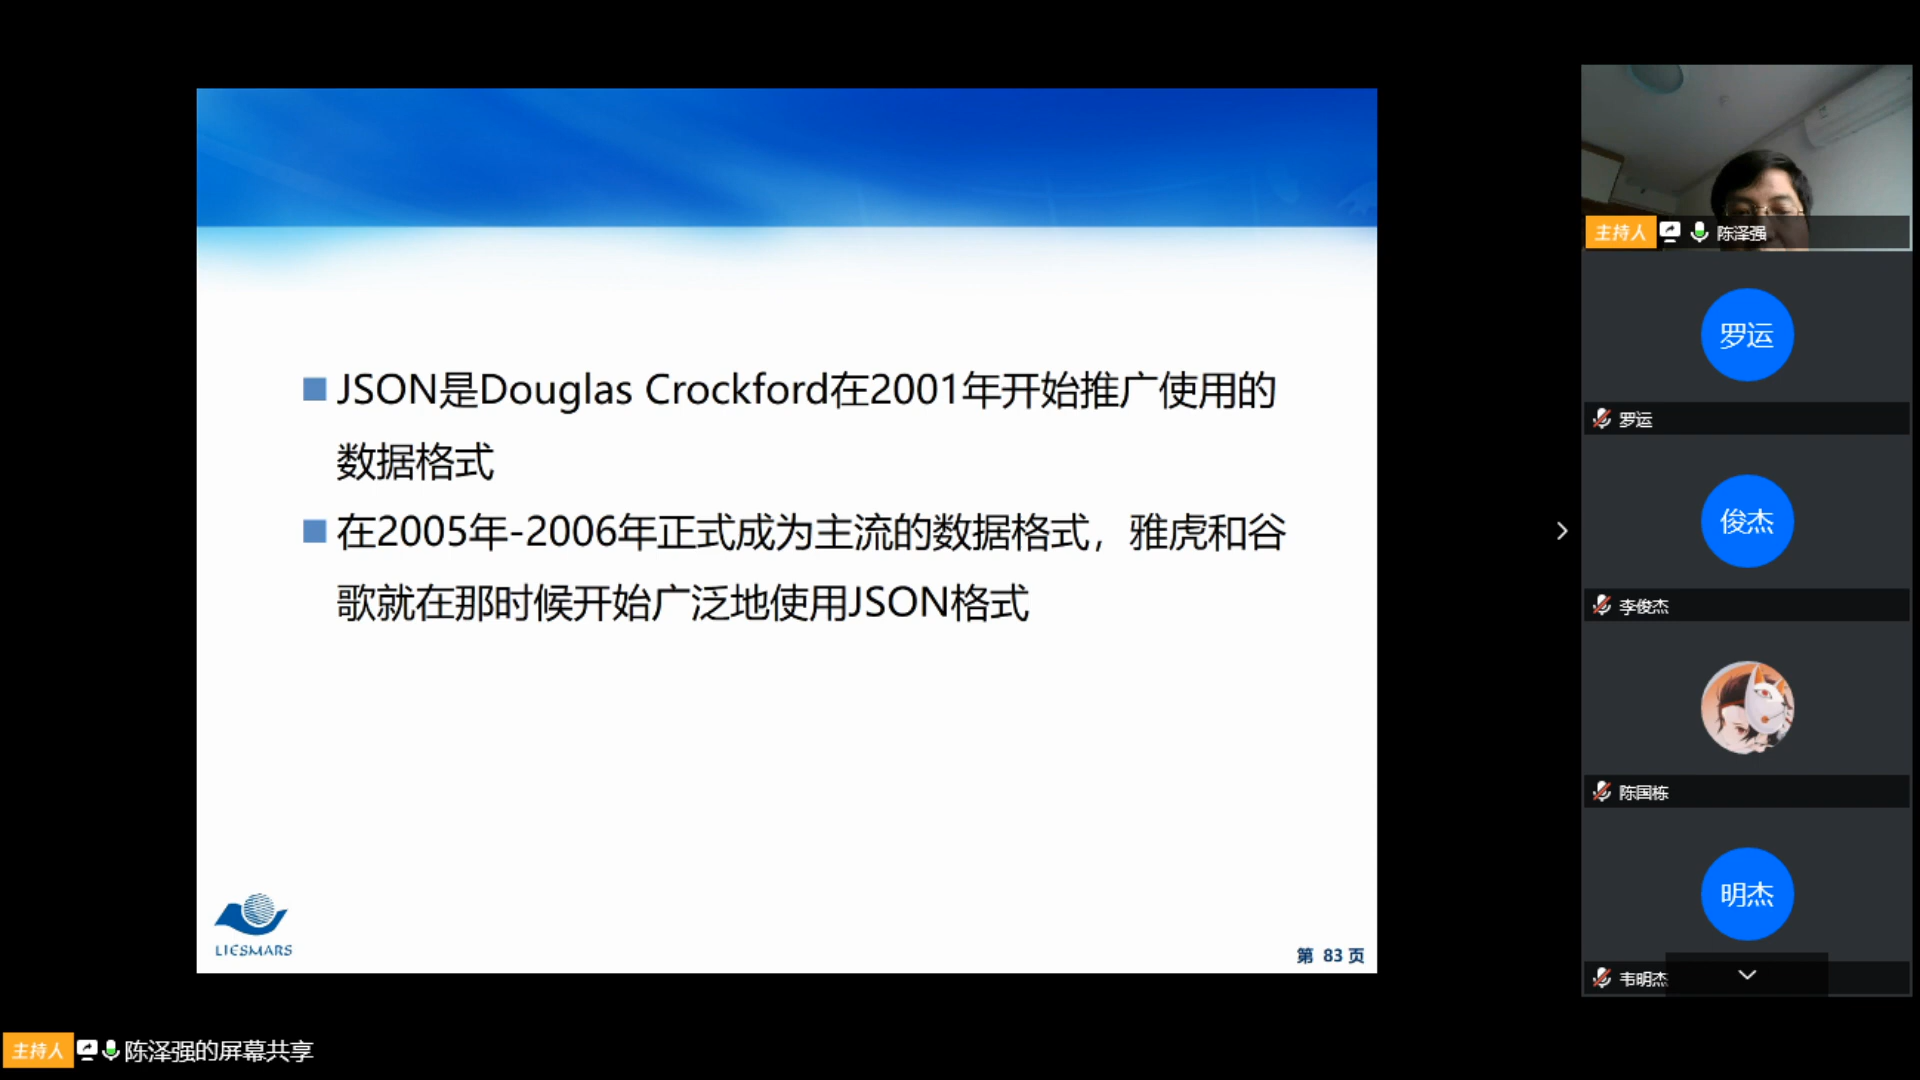 JSON是Douglas Crockford在2001年开始推广使用的
数据格式
在2005年-2006年正式成为主流的数据格式，雅虎和谷
歌就在那时候开始广泛地使用JSON格式
LIESMARS
第 83 页
主持人 陈泽强
罗运
罗运
俊杰
李俊杰
陈国栋
明杰
韦明杰
主持人 陈泽强的屏幕共享